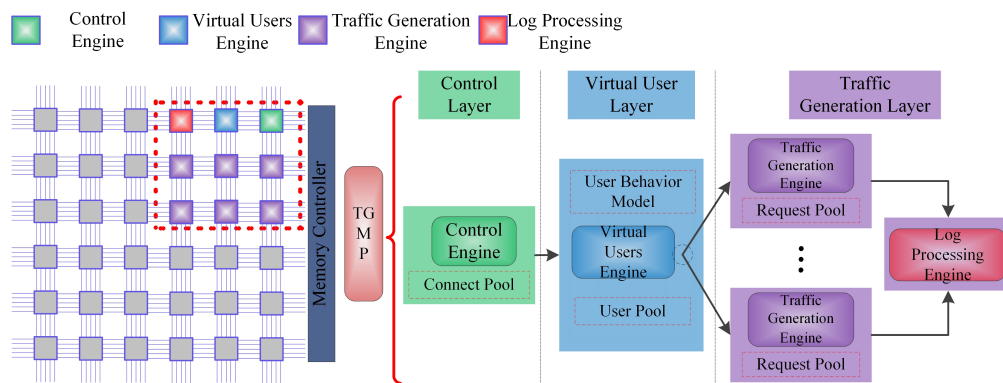 Control
Engine
Virtual Users
Engine
Traffic Generation
Engine
Log Processing
Engine
Control
Layer
Virtual User
Layer
Traffic
Generation Layer
Memory Controller
TG
M
P
Control
Engine
Connect Pool
User Behavior
Model
Virtual
Users
Engine
User Pool
Traffic
Generation
Engine
Request Pool
Log
Processing
Engine
Traffic
Generation
Engine
Request Pool